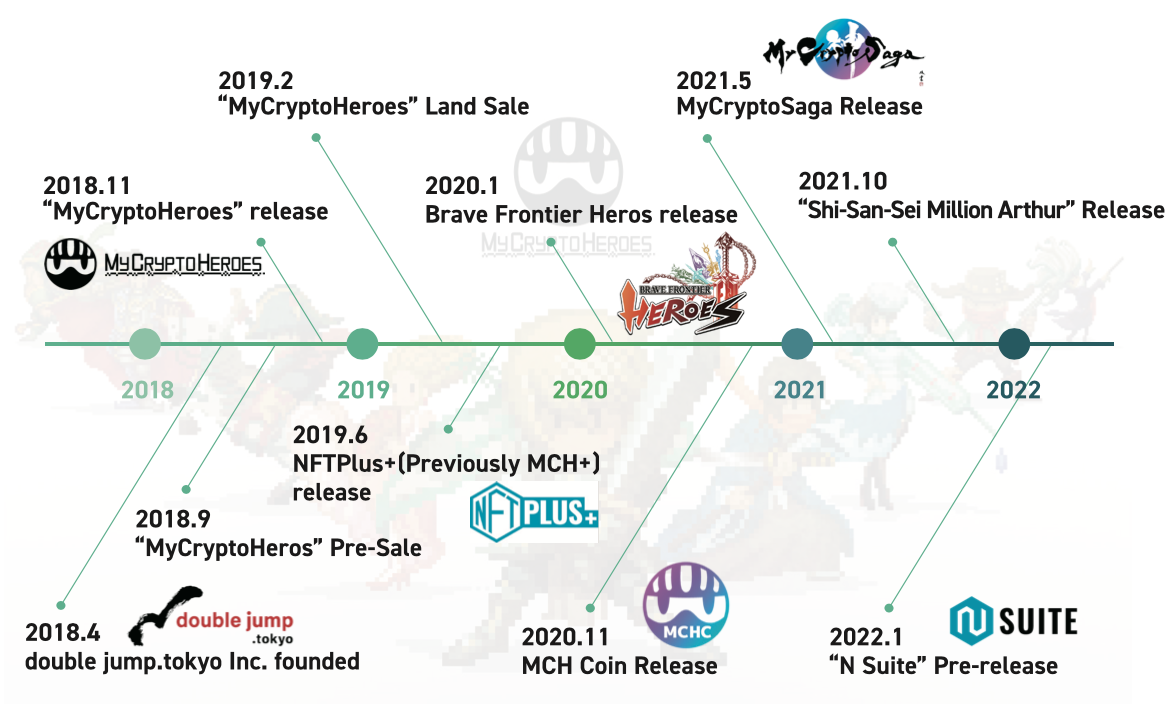 MyCryptoSaga
2019.2
“MyCryptoHeroes” Land Sale
2021.5
MyCryptoSaga Release
2018.11
“MyCryptoHeroes” release
MYCRYPTOHEROES
2020.1
Brave Frontier Heros release
MYCRYPTOHEROES
BRAVE FRONTIER
HEROES
2021.10
“Shi-San-Sei Million Arthur” Release
2018
2019
2020
2021
2022
2019.6
NFTPlus+(Previously MCH+)
release
NFTPLUS+
2018.9
“MyCryptoHeros” Pre-Sale
double jump
.tokyo
2018.4
double jump.tokyo Inc. founded
MCHC
2020.11
MCH Coin Release
N SUITE
2022.1
“N Suite” Pre-release